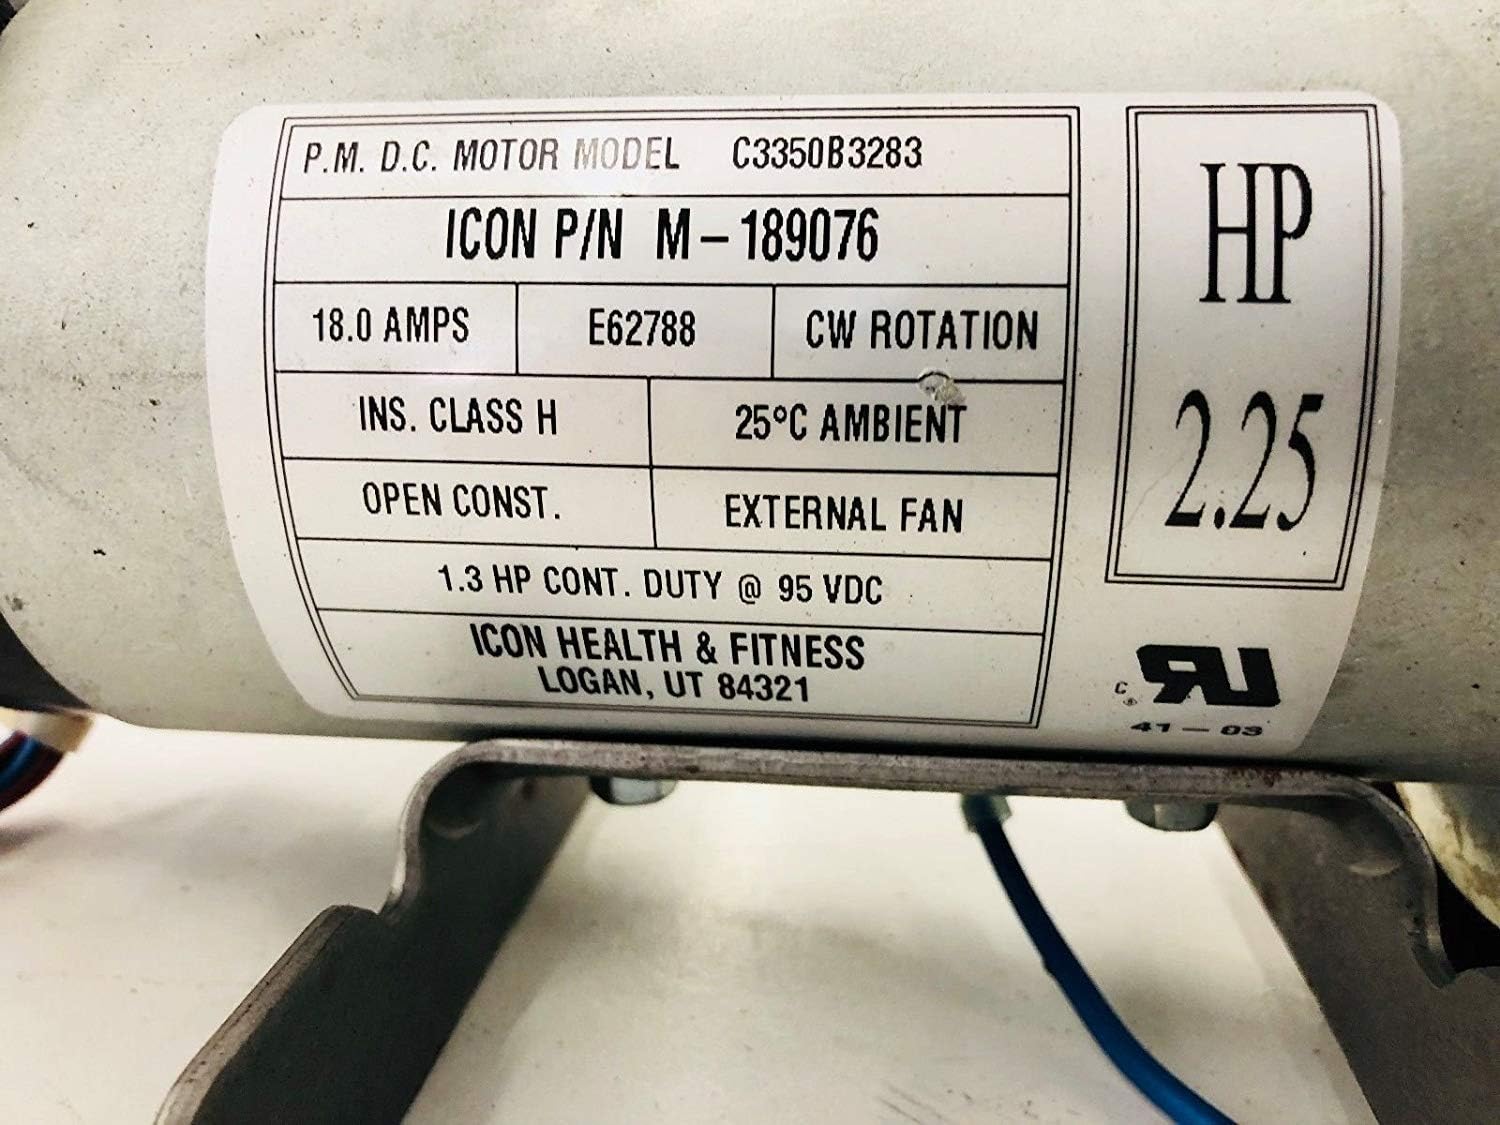 P.M. D.C. MOTOR MODEL C3350B3283
ICON P/N M-189076
18.0 AMPS E62788 CW ROTATION
INS. CLASS H 25°C AMBIENT
OPEN CONST. EXTERNAL FAN
1.3 HP CONT. DUTY @ 95 VDC
ICON HEALTH & FITNESS
LOGAN, UT 84321
HP
2.25
c RU ®
41-03